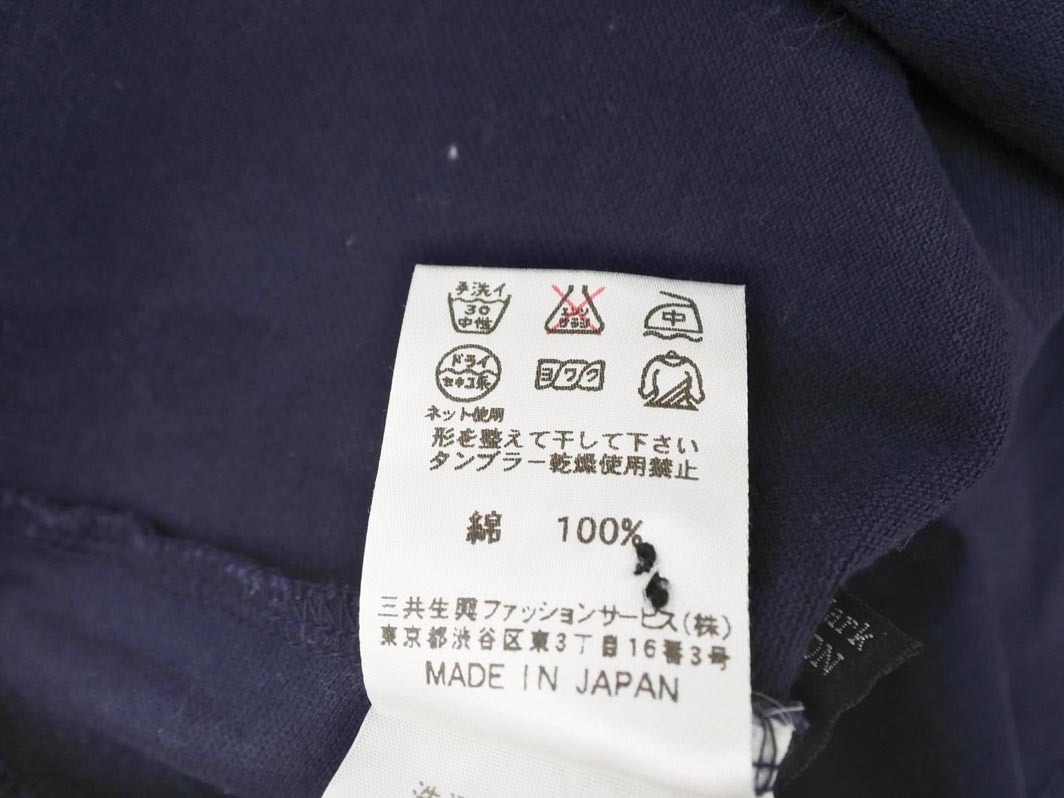 手洗イ
30
中性
エンソ
サラシ
中
ドライ
セキユ系
ヨワク
ネット使用
形を整えて干して下さい
タンブラー乾燥使用禁止
綿 100%
三共生興ファッションサービス(株)
東京都渋谷区東3丁目16番3号
MADE IN JAPAN